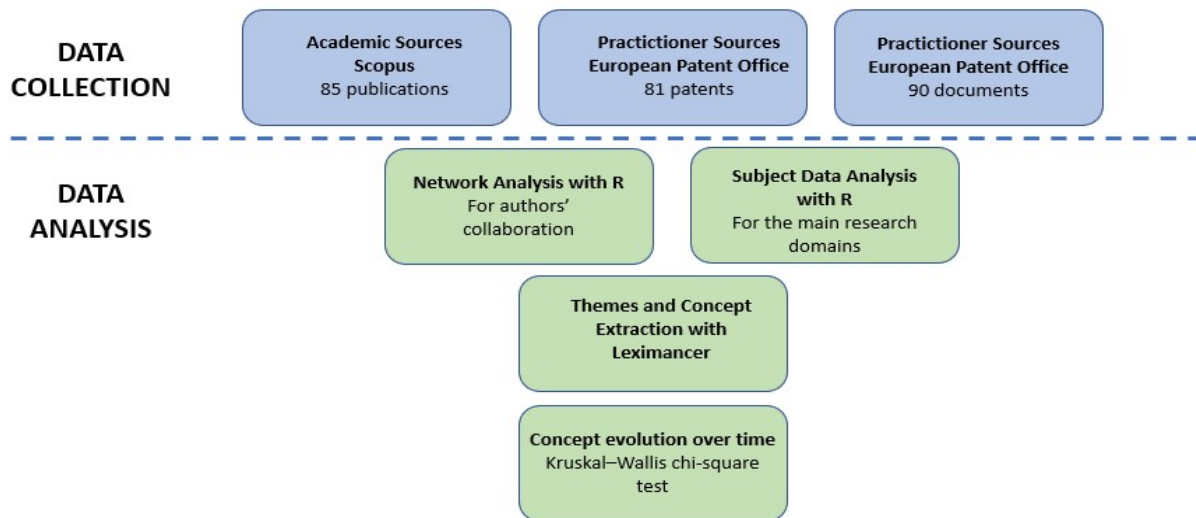 DATA
COLLECTION
Academic Sources
Scopus
85 publications
Practictioner Sources
European Patent Office
81 patents
Practictioner Sources
European Patent Office
90 documents
DATA
ANALYSIS
Network Analysis with R
For authors’
collaboration
Subject Data Analysis
with R
For the main research
domains
Themes and Concept
Extraction with
Leximancer
Concept evolution over time
Kruskal–Wallis chi-square
test